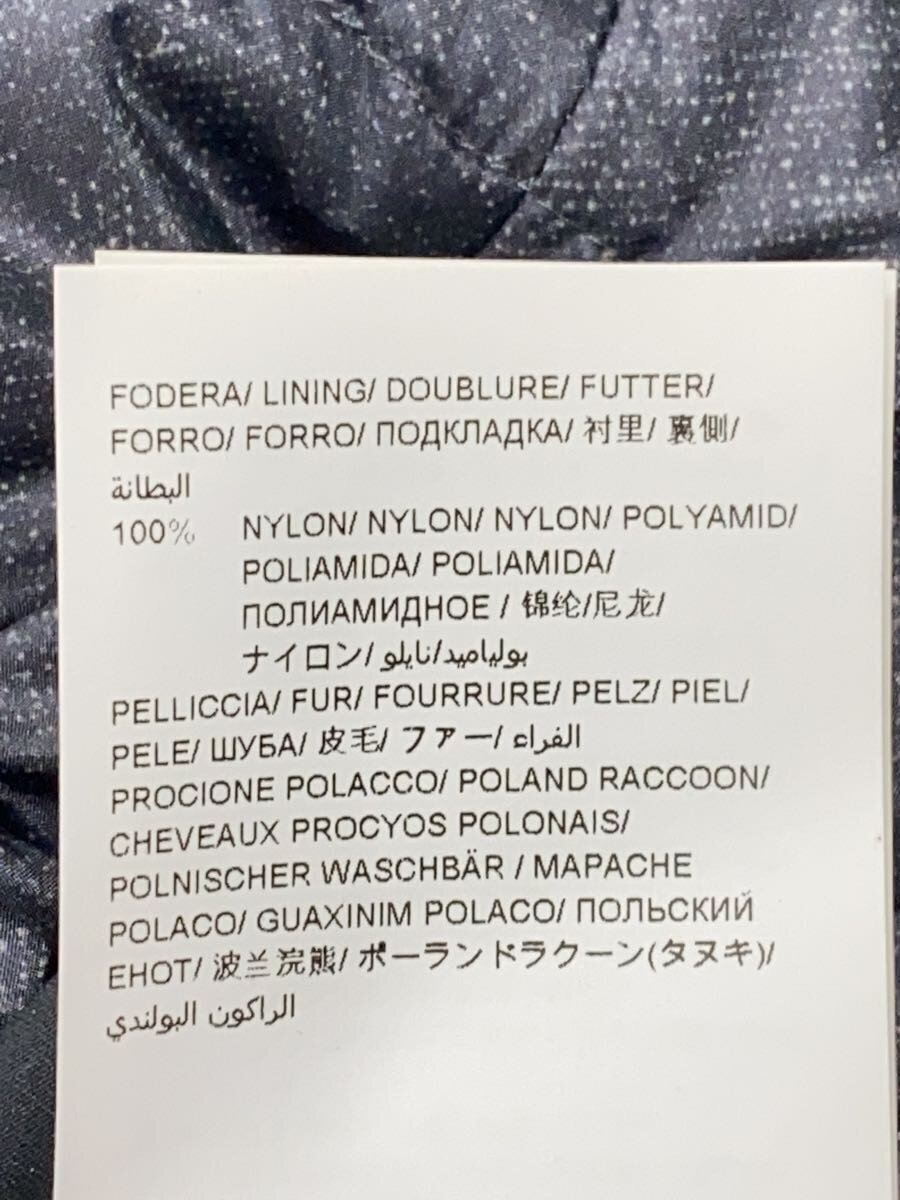 FODERA/ LINING/ DOUBLURE/ FUTTER/
FORRO/ FORRO/ ПОДКЛАДКА/ 衬里/ 裏側/
البطانة
100% NYLON/ NYLON/ NYLON/ POLYAMID/
POLIAMIDA/ POLIAMIDA/
ПОЛИАМИДНОЕ / 锦纶/尼龙/
ナイロン/ بولياميد/نايلو
PELLICCIA/ FUR/ FOURRURE/ PELZ/ PIEL/
PELE/ ШУБА/ 皮毛/ ファー/ الفراء
PROCIONE POLACCO/ POLAND RACCOON/
CHEVEAUX PROCYOS POLONAIS/
POLNISCHER WASCHBÄR / MAPACHE
POLACO/ GUAXINIM POLACO/ ПОЛЬСКИЙ
ЕНОТ/ 波兰浣熊/ ポーランドラクーン(タヌキ)/
الراكون البولندي